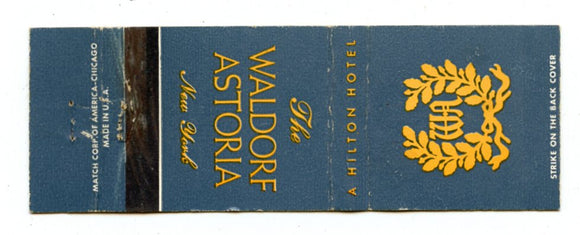 MATCH CORP. OF AMERICA-CHICAGO
MADE IN U.S.A.
The
WALDORF
ASTORIA
New York
A HILTON HOTEL
STRIKE ON THE BACK COVER